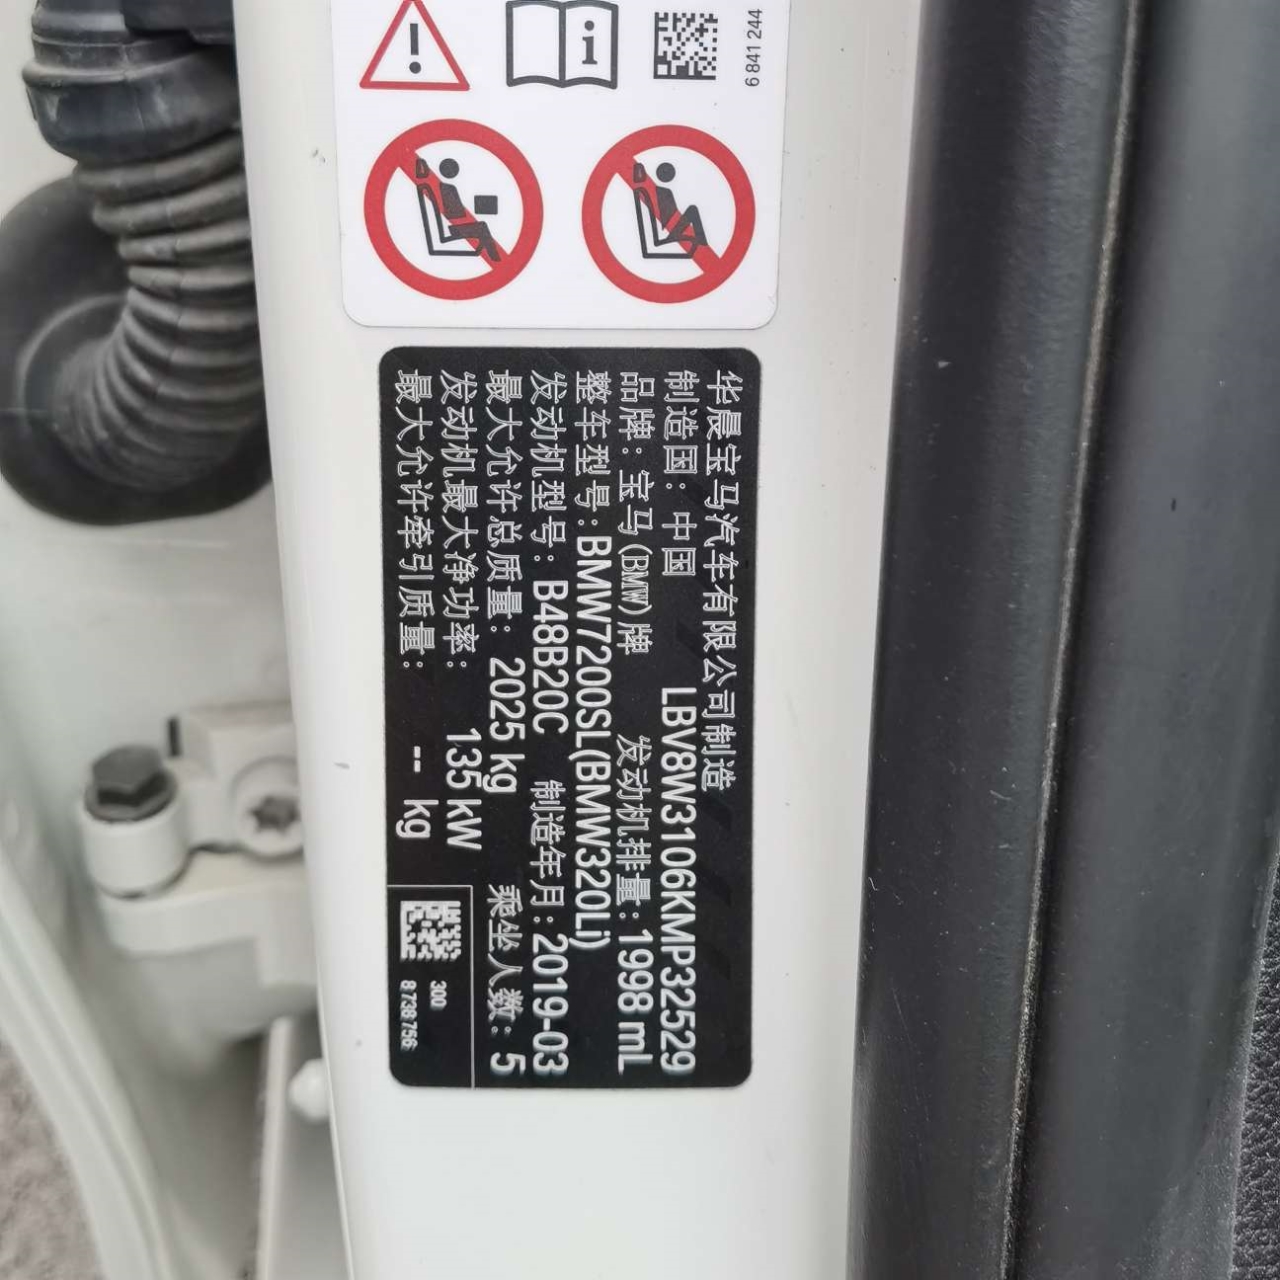 6 841 244
华晨宝马汽车有限公司制造
制造国: 中国 LBV8W3106KMP32529
品牌: 宝马(BMW)牌 发动机排量: 1998 mL
整车型号: BMW7200SL(BMW320Li)
发动机型号: B48B20C 制造年月: 2019-03
最大允许总质量: 2025 kg 乘坐人数: 5
发动机最大净功率: 135 kW
最大允许牵引质量: -- kg
300
8 738 756